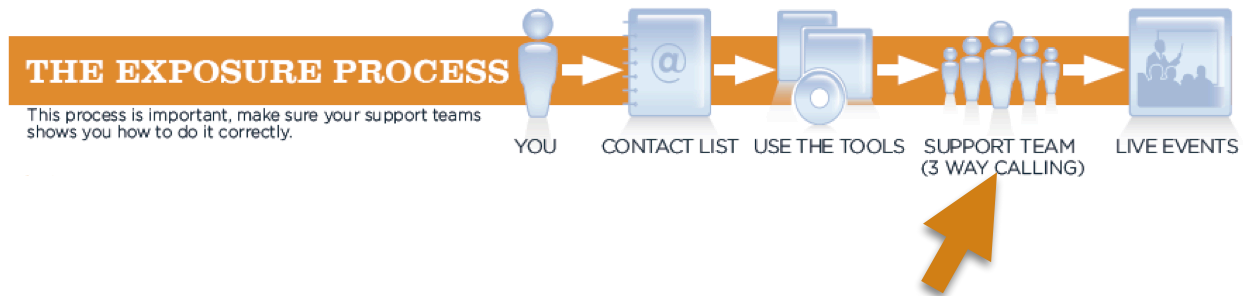 THE EXPOSURE PROCESS
This process is important, make sure your support teams
shows you how to do it correctly.
@
YOU
CONTACT LIST
USE THE TOOLS
SUPPORT TEAM
(3 WAY CALLING)
LIVE EVENTS